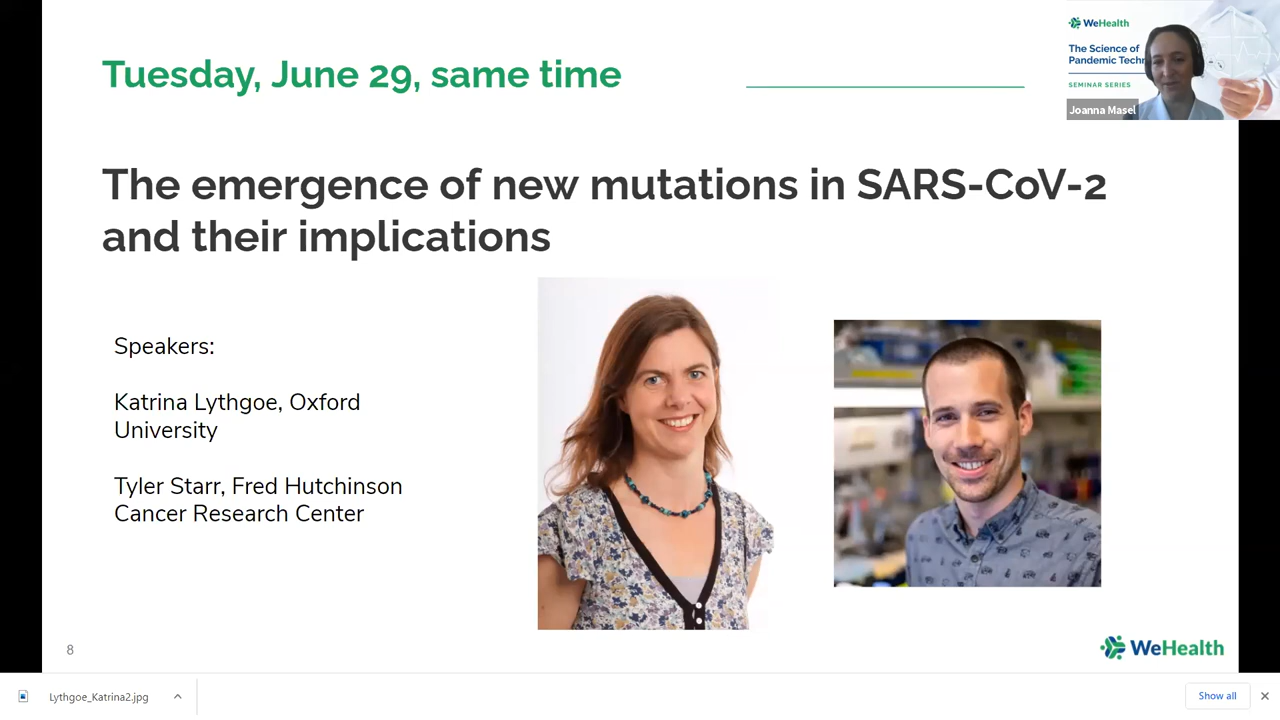 Tuesday, June 29, same time
WeHealth
The Science of
Pandemic Techn
SEMINAR SERIES
Joanna Masel
The emergence of new mutations in SARS-CoV-2
and their implications
Speakers:
Katrina Lythgoe, Oxford
University
Tyler Starr, Fred Hutchinson
Cancer Research Center
8
WeHealth
Lythgoe_Katrina2.jpg
Show all